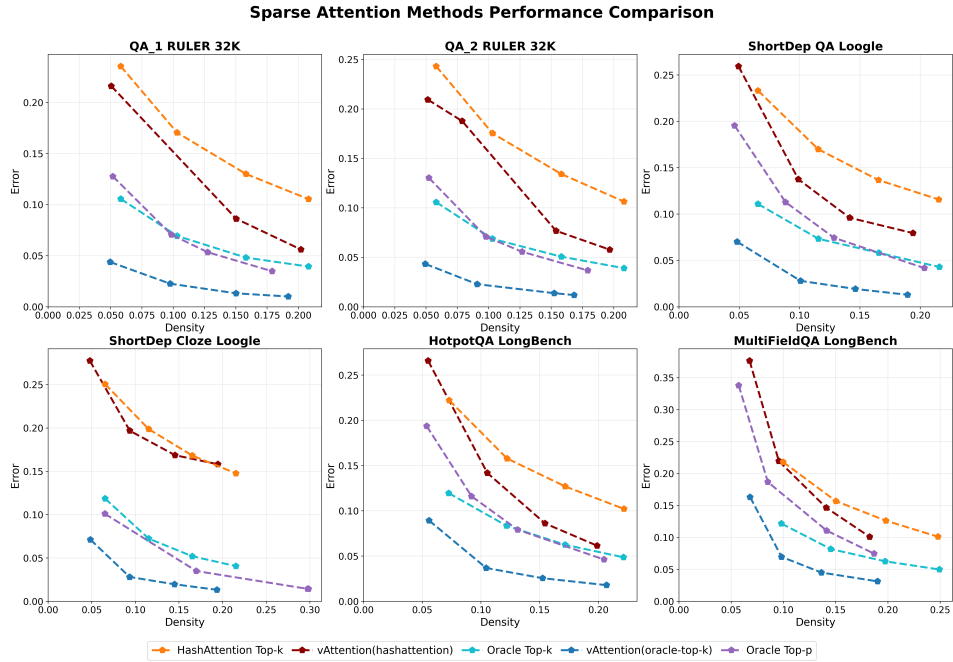 Sparse Attention Methods Performance Comparison
QA_1 RULER 32K
0.20
0.15
0.10
0.05
0.00
Error
0.000 0.025 0.050 0.075 0.100 0.125 0.150 0.175 0.200
Density
QA_2 RULER 32K
0.25
0.20
0.15
0.10
0.05
0.00
Error
0.000 0.025 0.050 0.075 0.100 0.125 0.150 0.175 0.200
Density
ShortDep QA Loogle
0.25
0.20
0.15
0.10
0.05
0.00
Error
0.00 0.05 0.10 0.15 0.20
Density
ShortDep Cloze Loogle
0.25
0.20
0.15
0.10
0.05
0.00
Error
0.00 0.05 0.10 0.15 0.20 0.25 0.30
Density
HotpotQA LongBench
0.25
0.20
0.15
0.10
0.05
0.00
Error
0.00 0.05 0.10 0.15 0.20
Density
MultiFieldQA LongBench
0.35
0.30
0.25
0.20
0.15
0.10
0.05
0.00
Error
0.00 0.05 0.10 0.15 0.20 0.25
Density
HashAttention Top-k vAttention(hashattention) Oracle Top-k vAttention(oracle-top-k) Oracle Top-p